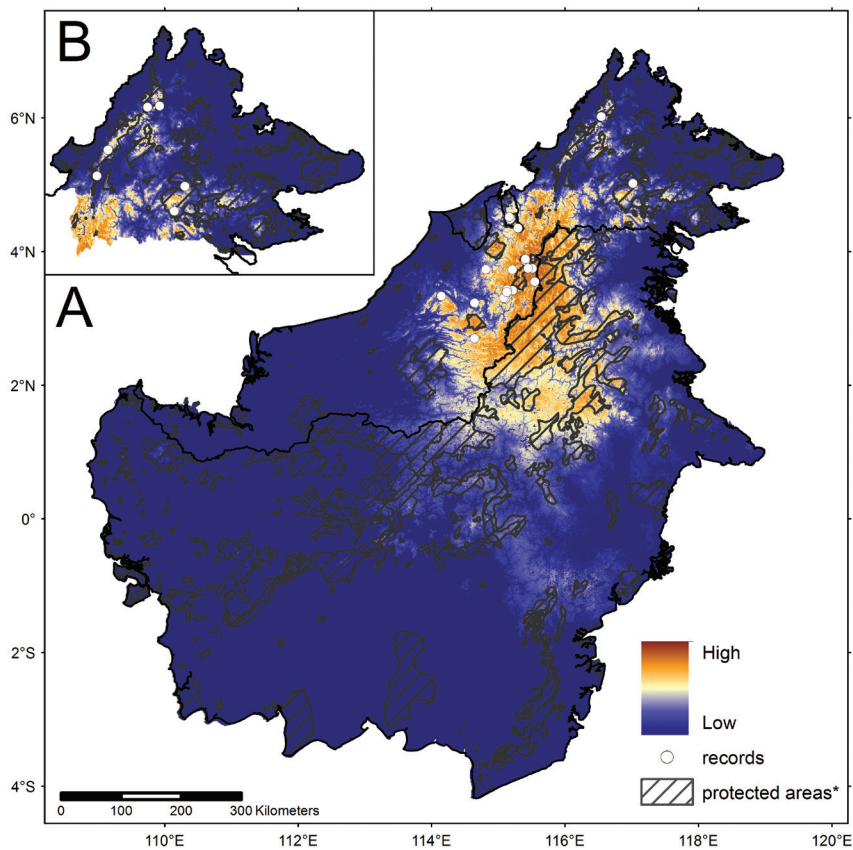 B
A
6°N
4°N
2°N
0°
2°S
4°S
High
Low
records
protected areas*
0 100 200 300 Kilometers
110°E 112°E 114°E 116°E 118°E 120°E